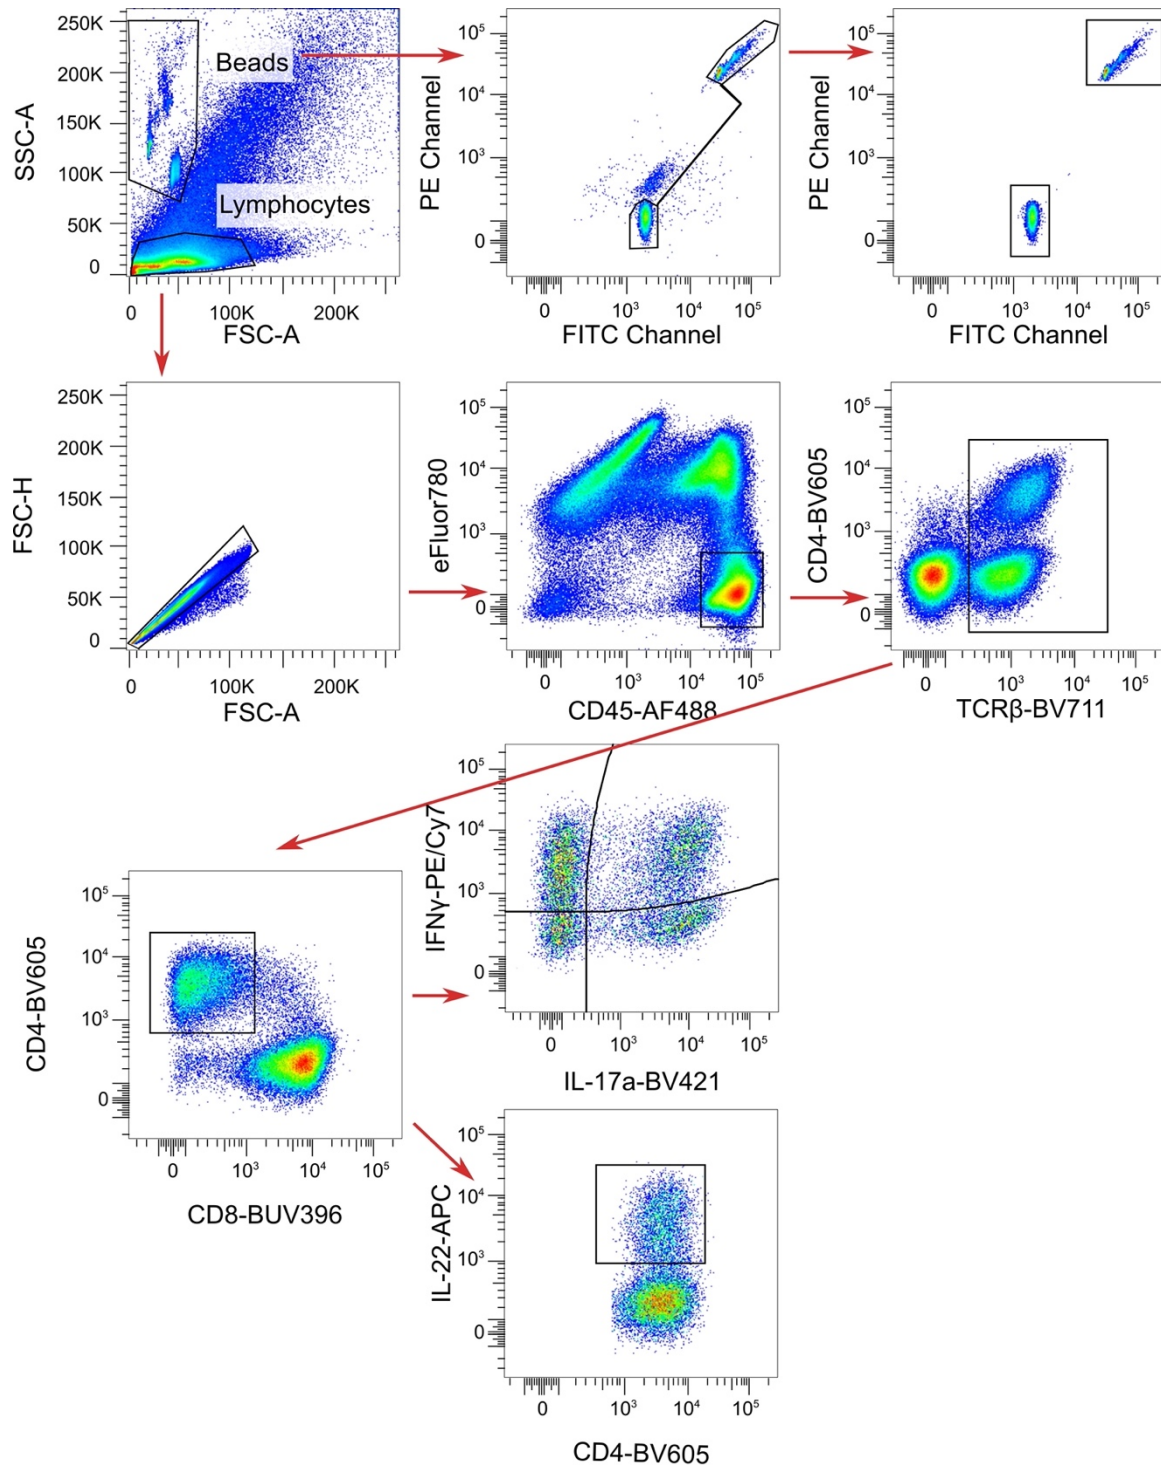 250K
200K
150K
100K
50K
0
SSC-A
Beads
Lymphocytes
0
100K
200K
FSC-A
10⁵
10⁴
10³
0
PE Channel
0
10³
10⁴
10⁵
FITC Channel
10⁵
10⁴
10³
0
PE Channel
0
10³
10⁴
10⁵
FITC Channel
250K
200K
150K
100K
50K
0
FSC-H
0
100K
200K
FSC-A
10⁵
10⁴
10³
0
eFluor780
10³
10⁴
10⁵
0
CD45-AF488
10⁵
10⁴
10³
0
CD4-BV605
0
10³
10⁴
10⁵
TCRβ-BV711
10⁵
10⁴
10³
0
IFNγ-PE/Cy7
0
10³
10⁴
10⁵
IL-17a-BV421
10⁵
10⁴
10³
0
CD4-BV605
0
10³
10⁴
10⁵
CD8-BUV396
10⁵
10⁴
10³
0
IL-22-APC
0
10³
10⁴
10⁵
CD4-BV605